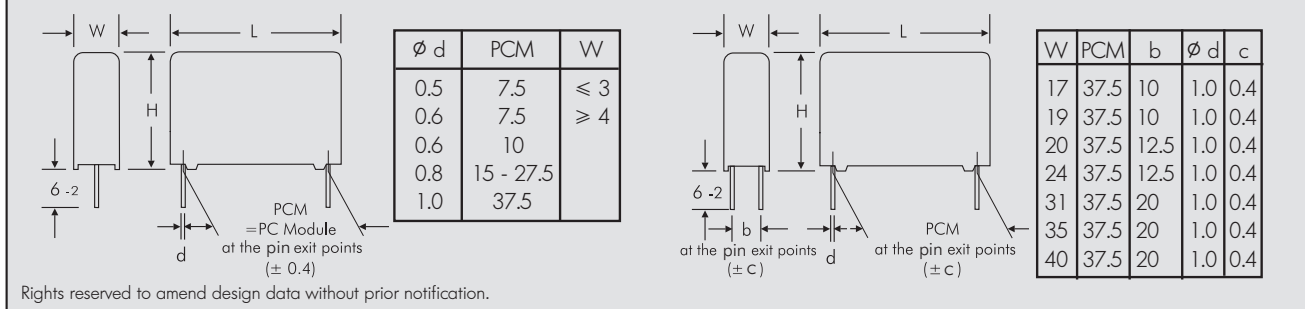 W
L
H
6 -2
d
PCM
=PC Module
at the pin exit points
(± 0.4)
Ø d PCM W
0.5 7.5 ≤ 3
0.6 7.5 ≥ 4
0.6 10
0.8 15 - 27.5
1.0 37.5
W
L
H
6 -2
b
at the pin exit points
(± c)
d
PCM
at the pin exit points
(± c)
W PCM b Ø d c
17 37.5 10 1.0 0.4
19 37.5 10 1.0 0.4
20 37.5 12.5 1.0 0.4
24 37.5 12.5 1.0 0.4
31 37.5 20 1.0 0.4
35 37.5 20 1.0 0.4
40 37.5 20 1.0 0.4
Rights reserved to amend design data without prior notification.